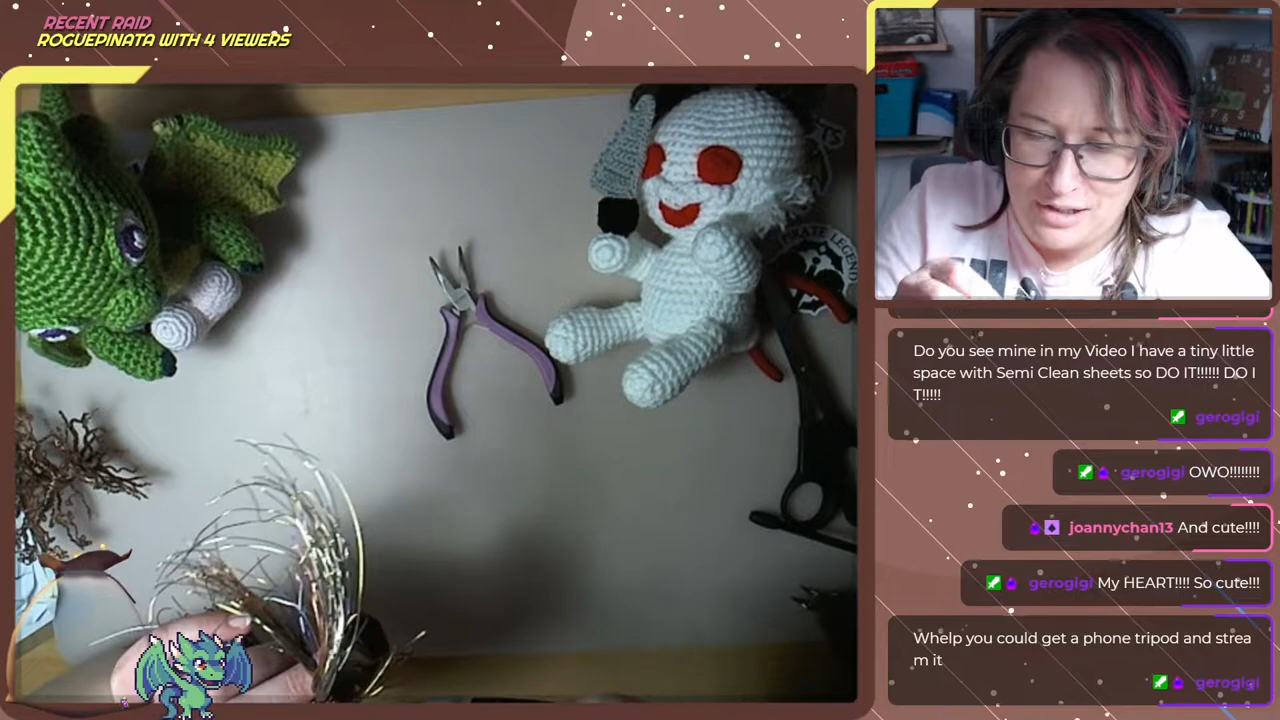 RECENT RAID
ROGUEPINATA WITH 4 VIEWERS
PIRATE LEGEND
Do you see mine in my Video I have a tiny little
space with Semi Clean sheets so DO IT!!!!!! DO I
T!!!!!
gerogigi
gerogigi OWO!!!!!!!!
joannychan13 And cute!!!!
gerogigi My HEART!!!! So cute!!!
Whelp you could get a phone tripod and strea
m it
gerogigi